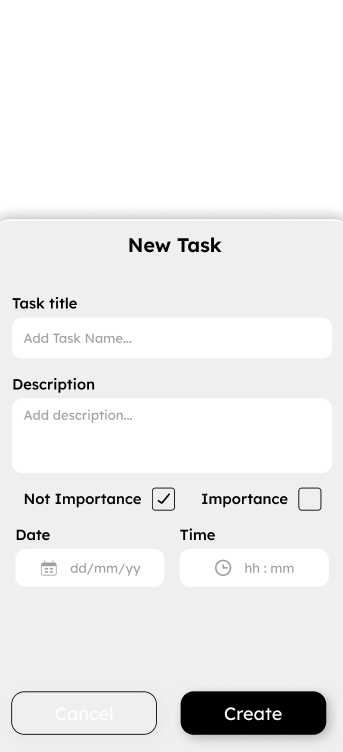 New Task
Task title
Add Task Name...
Description
Add description...
Not Importance Importance
Date Time
dd/mm/yy hh : mm
Cancel Create